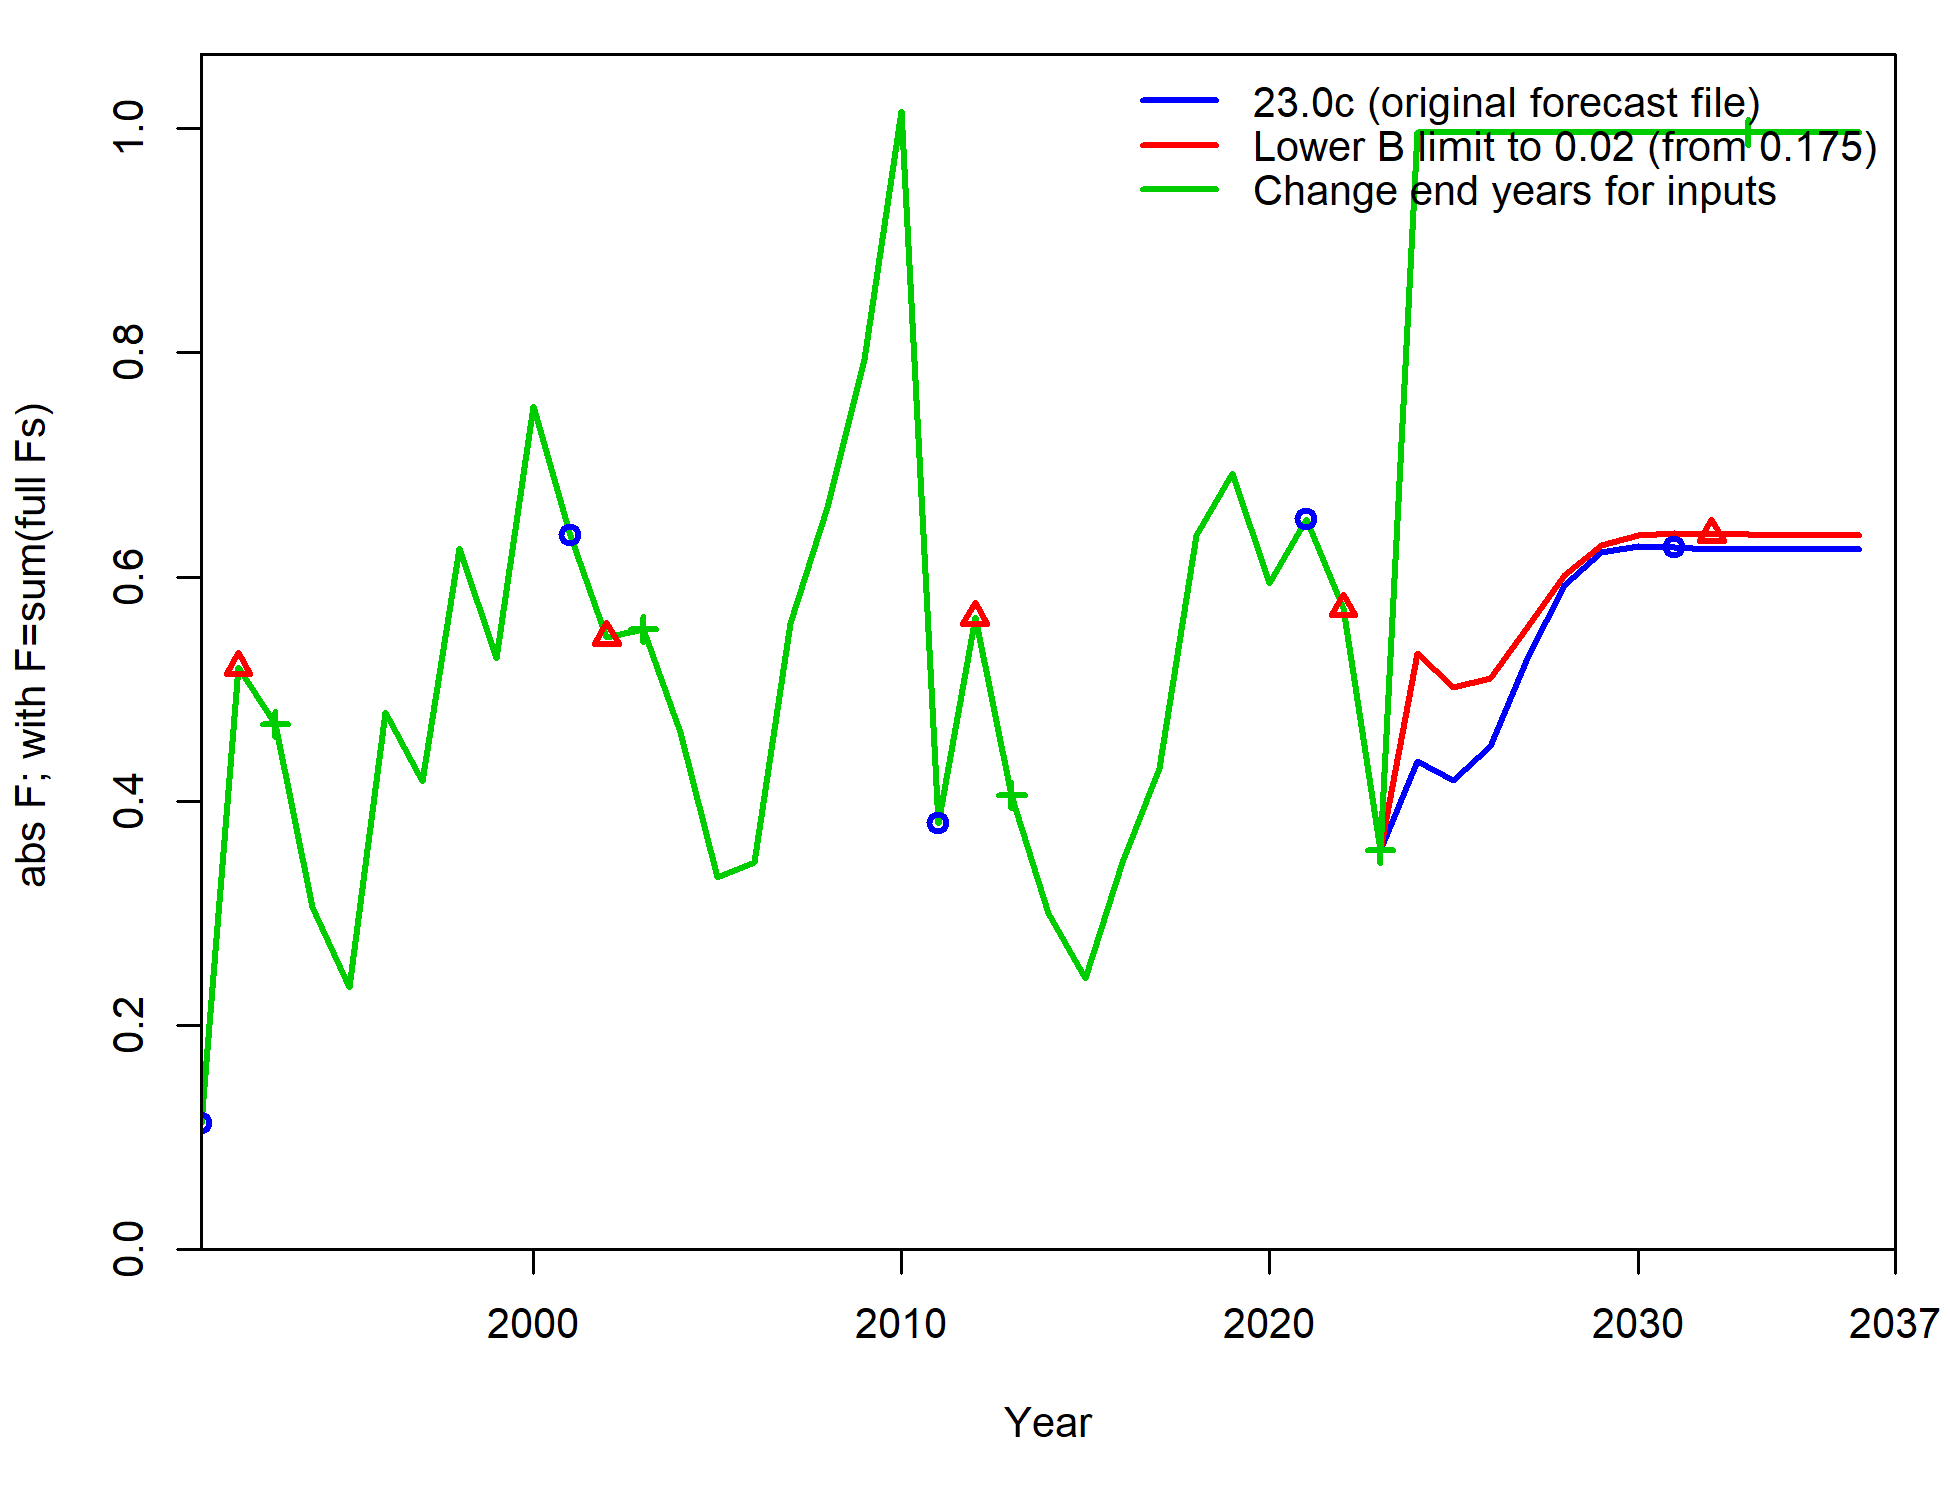 23.0c (original forecast file)
Lower B limit to 0.02 (from 0.175)
Change end years for inputs
abs F; with F=sum(full Fs)
1.0
0.8
0.6
0.4
0.2
0.0
2000
2010
2020
2030
2037
Year